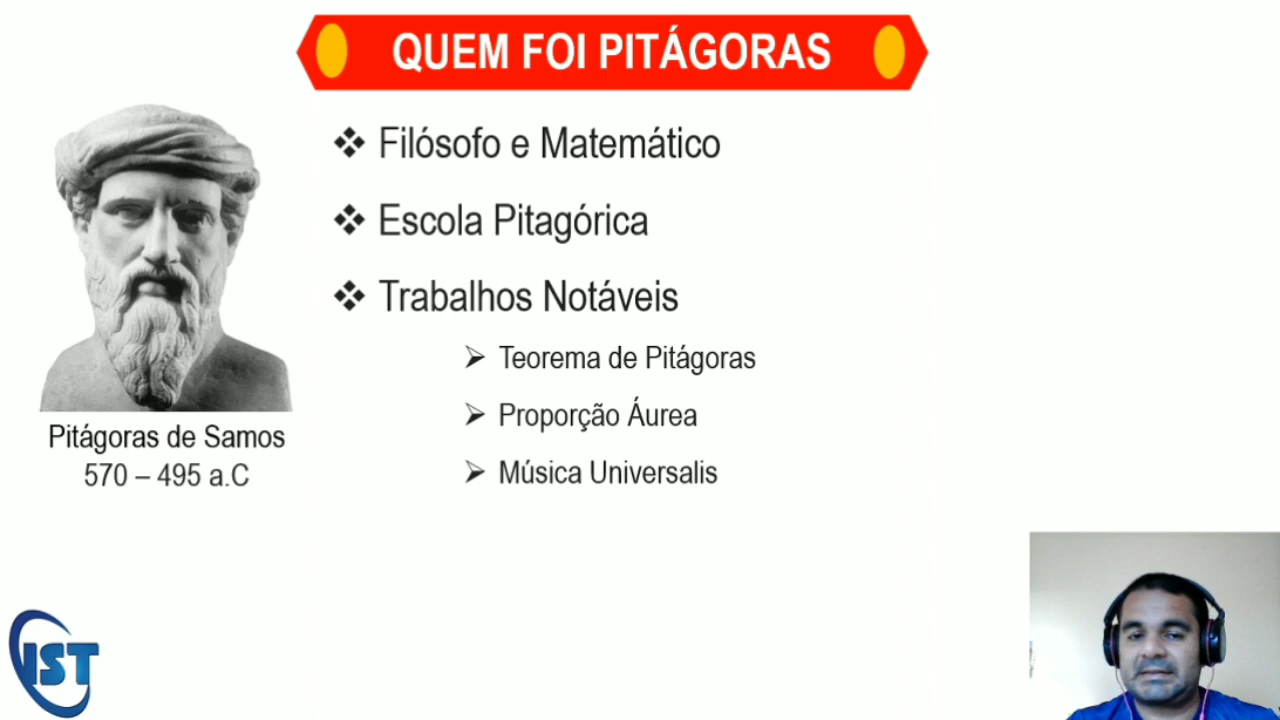 QUEM FOI PITÁGORAS
Filósofo e Matemático
Escola Pitagórica
Trabalhos Notáveis
Teorema de Pitágoras
Proporção Áurea
Música Universalis
Pitágoras de Samos
570 – 495 a.C
IST